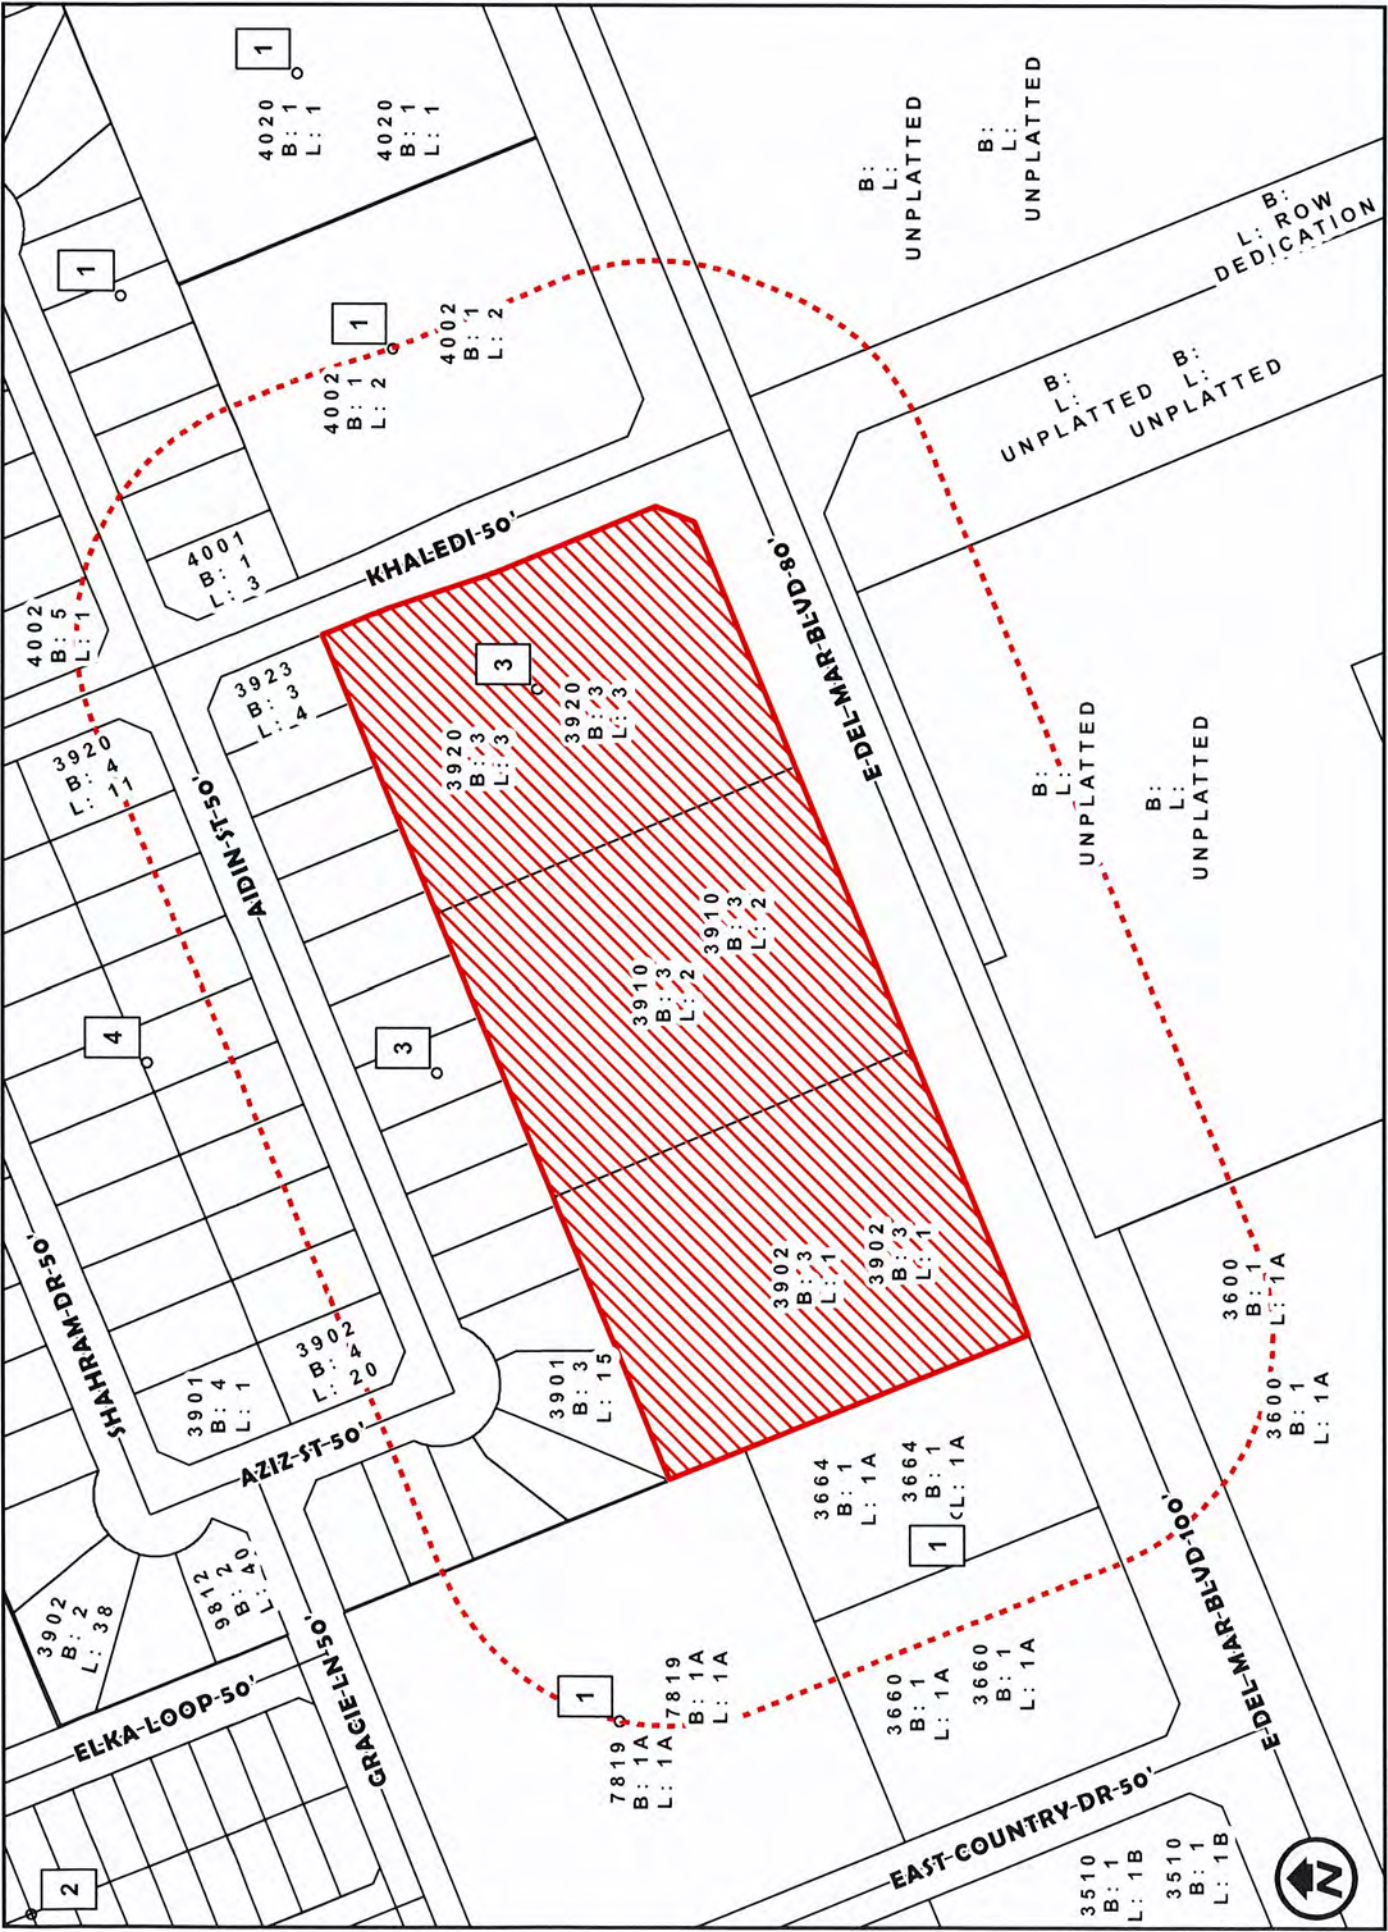 2
ELKA-LOOP-50'
3902
B: 2
L: 38
9812
B: 2
L: 40
GRACIE-LN-50'
SHAHRAM-DR-50'
3901
B: 4
L: 1
AZIZ-ST-50'
3902
B: 4
L: 20
4
3920
B: 4
L: 11
4002
B: 5
L: 1
1
AIDIN-ST-50'
3923
B: 3
L: 4
4001
B: 1
L: 3
KHALEDI-50'
3
3901
B: 3
L: 15
4002
B: 1
L: 2
1
4002
B: 1
L: 2
1
4020
B: 1
L: 1
4020
B: 1
L: 1
3920
B: 3
L: 3
3
3920
B: 3
L: 3
3910
B: 3
L: 2
3910
B: 3
L: 2
3902
B: 3
L: 1
3902
B: 3
L: 1
7819
B: 1A
L: 1A
1
7819
B: 1A
L: 1A
3664
B: 1
L: 1A
3664
B: 1
L: 1A
1
3660
B: 1
L: 1A
3660
B: 1
L: 1A
EAST-COUNTRY-DR-50'
3510
B: 1
L: 1B
3510
B: 1
L: 1B
E-DEL-MAR-BLVD-100'
E-DEL-MAR-BLVD-80'
3600
B: 1
L: 1A
3600
B: 1
L: 1A
B:
L:
UNPLATTED
B:
L:
UNPLATTED
B:
L:
UNPLATTED
B:
L:
UNPLATTED
B:
L:
UNPLATTED
B:
L:
UNPLATTED
B:
L: ROW
DEDICATION
N